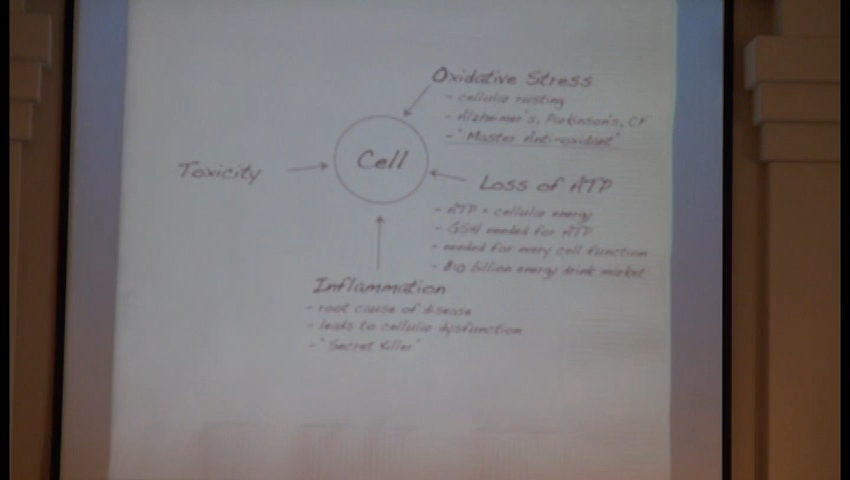 Oxidative Stress
- cellular rusting
- Alzheimer's, Parkinson's, CF
- "Master Anti-oxidant"
Cell
Toxicity
Loss of ATP
- ATP = cellular energy
- GSH needed for ATP
- needed for every cell function
- $10 billion energy drink market
Inflammation
- root cause of disease
- leads to cellular dysfunction
- "Secret Killer"